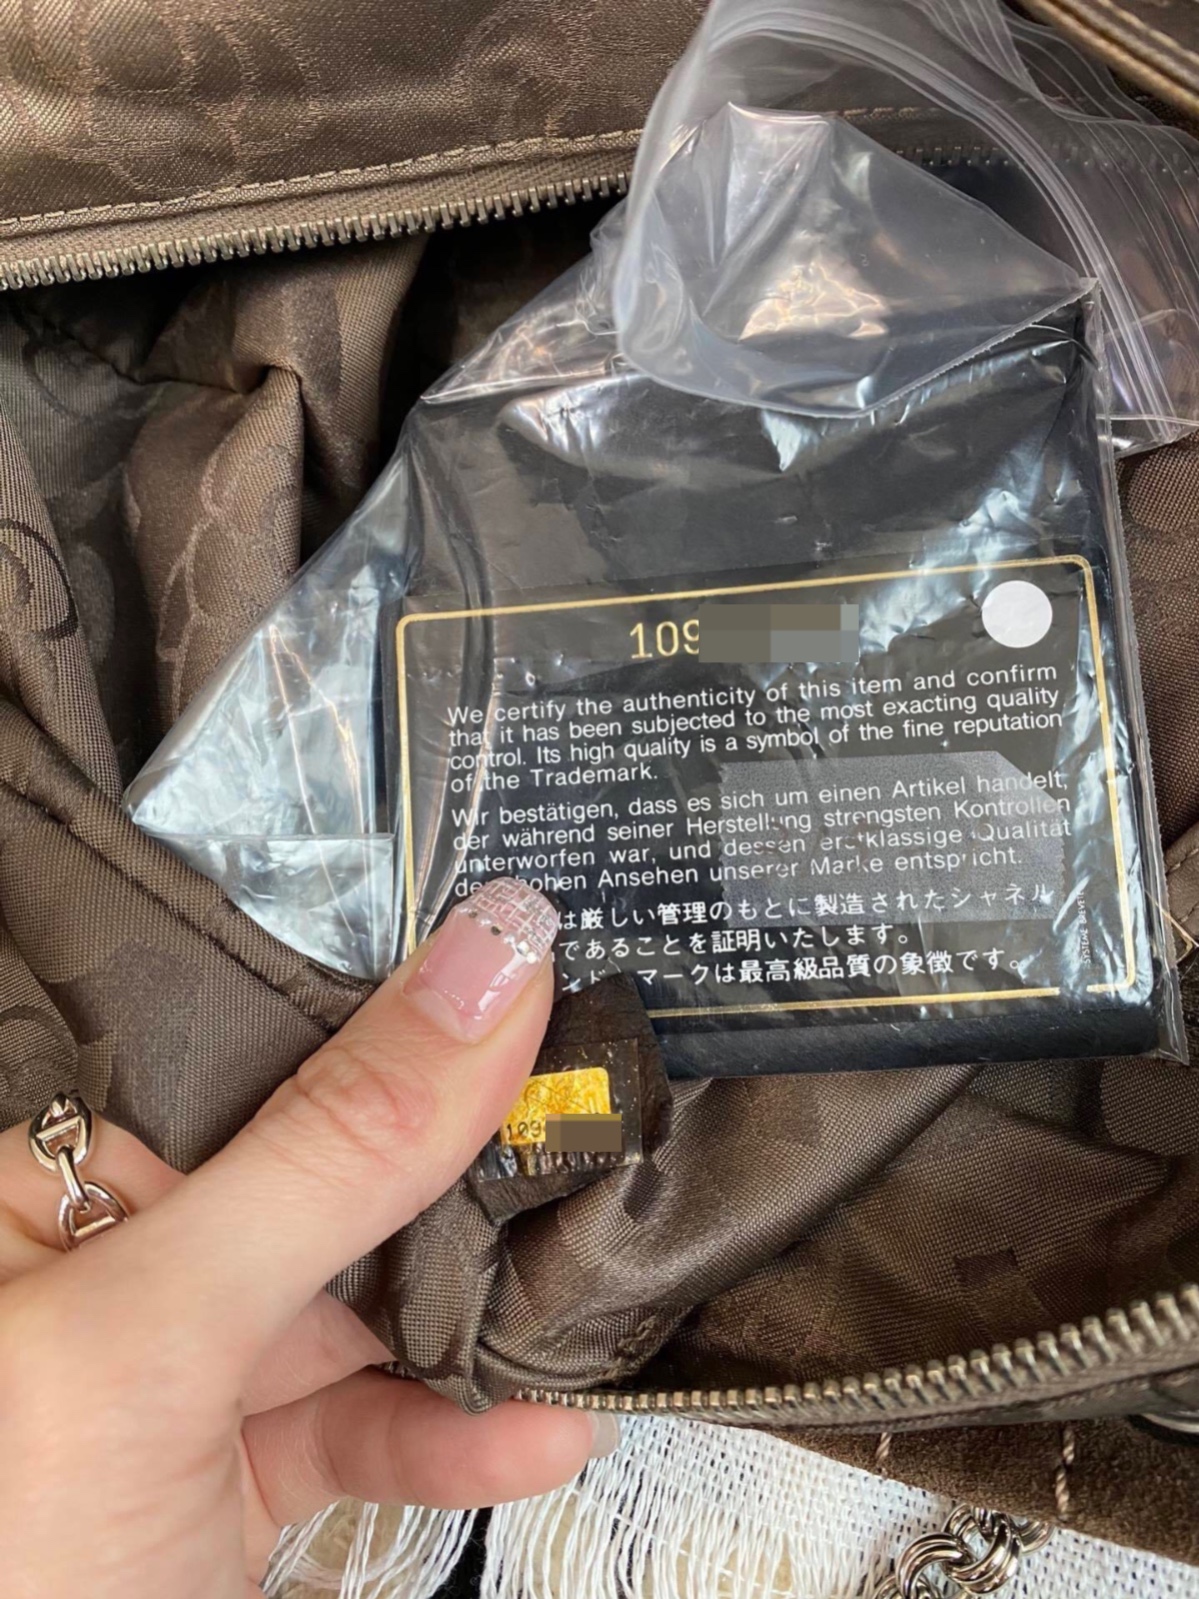 109
We certify the authenticity of this item and confirm
that it has been subjected to the most exacting quality
control. Its high quality is a symbol of the fine reputation
of the Trademark.
Wir bestätigen, dass es sich um einen Artikel handelt,
der während seiner Herstellung strengsten Kontrollen
unterworfen war, und dessen erstklassige Qualität
dem hohen Ansehen unserer Marke entspricht.
は厳しい管理のもとに製造されたシャネル
であることを証明いたします。
ンド・マークは最高級品質の象徴です。
SYSTEME BREVETE
109